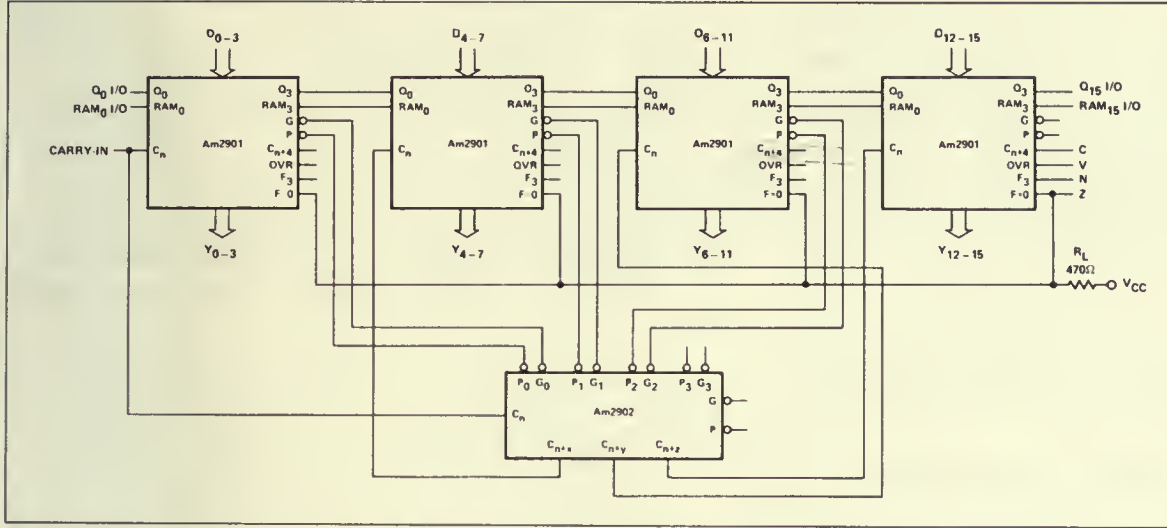 D0-3 D4-7 D6-11 D12-15
Q0 I/O Q0 Q3 Q0 Q3 Q0 Q3 Q0 Q3 Q15 I/O
RAM0 I/O RAM0 RAM3 RAM0 RAM3 RAM0 RAM3 RAM0 RAM3 RAM15 I/O
G G G G
P P P P
Am2901 Am2901 Am2901 Am2901
CARRY-IN Cn Cn+4 Cn Cn+4 Cn Cn+4 Cn Cn+4 C
OVR OVR OVR OVR V
F3 F3 F3 F3 N
F=0 F=0 F=0 F=0 Z
Y0-3 Y4-7 Y6-11 Y12-15
RL
470Ω
VCC
P0 G0 P1 G1 P2 G2 P3 G3
G
Cn Am2902
P
Cn+x Cn+y Cn+z